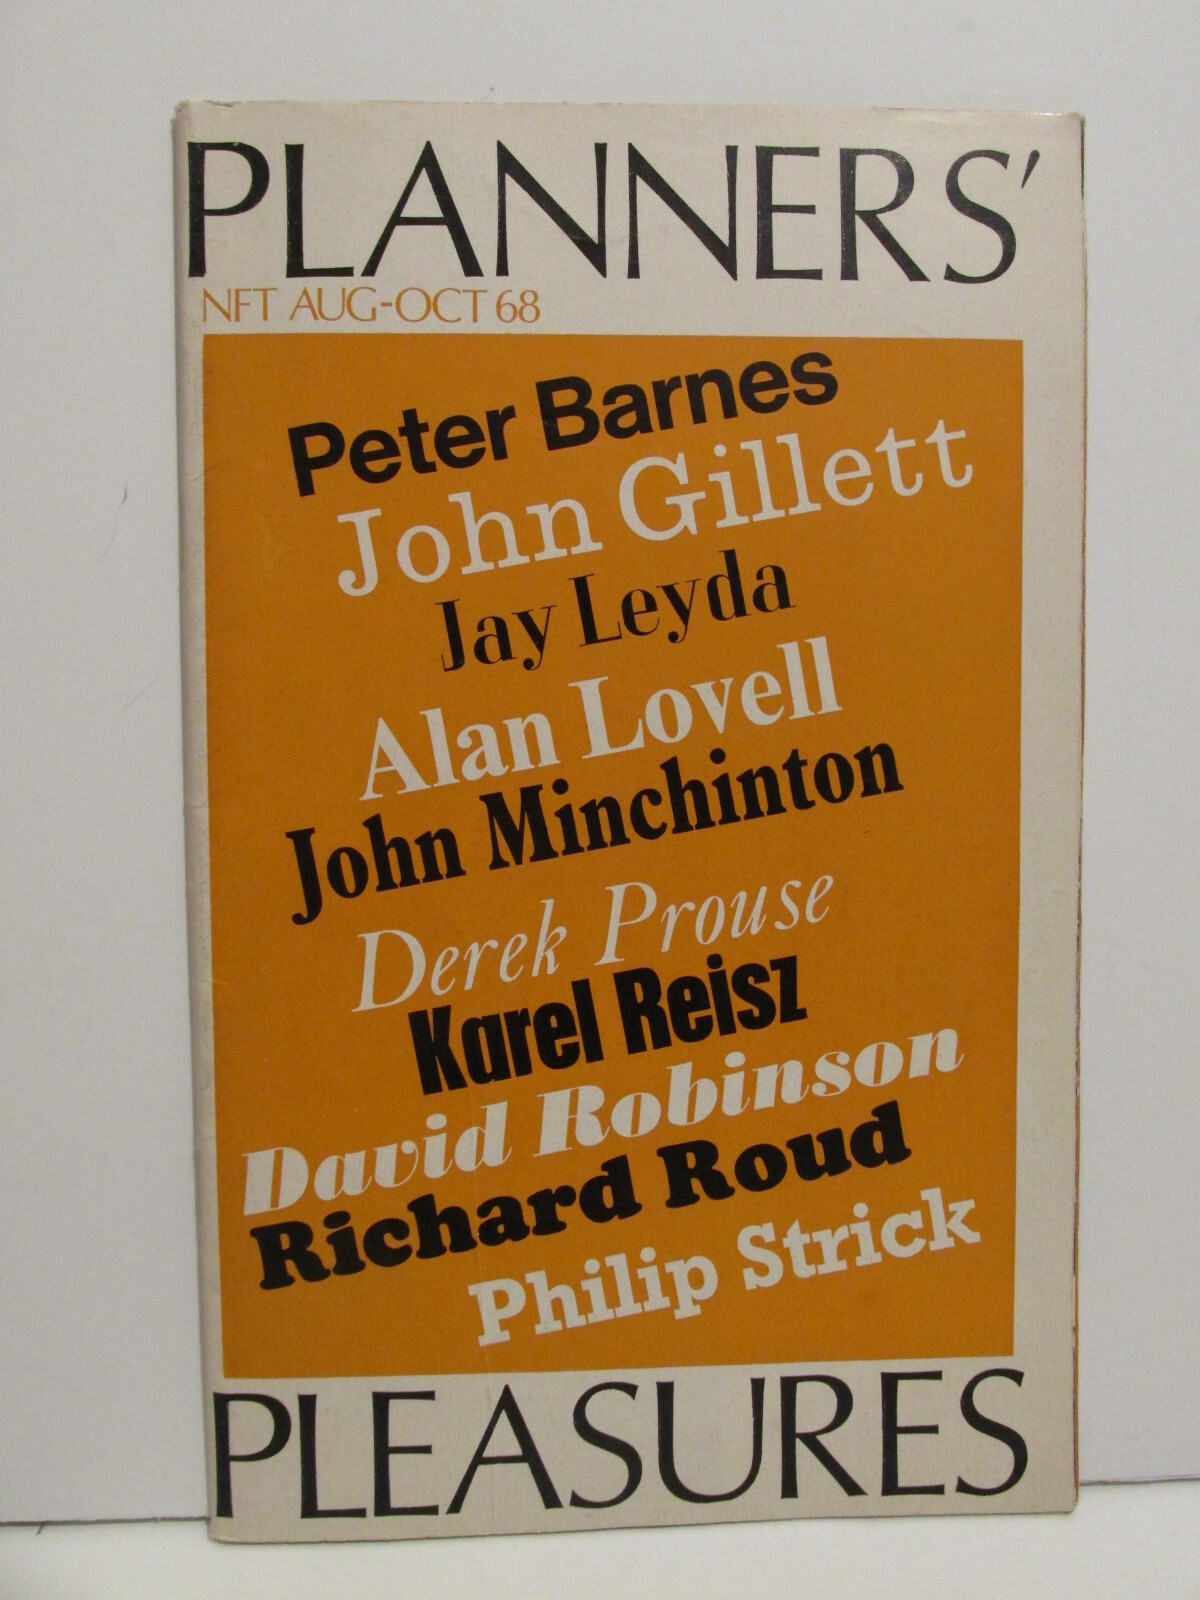 PLANNERS'
NFT AUG-OCT 68
Peter Barnes
John Gillett
Jay Leyda
Alan Lovell
John Minchinton
Derek Prouse
Karel Reisz
David Robinson
Richard Roud
Philip Strick
PLEASURES